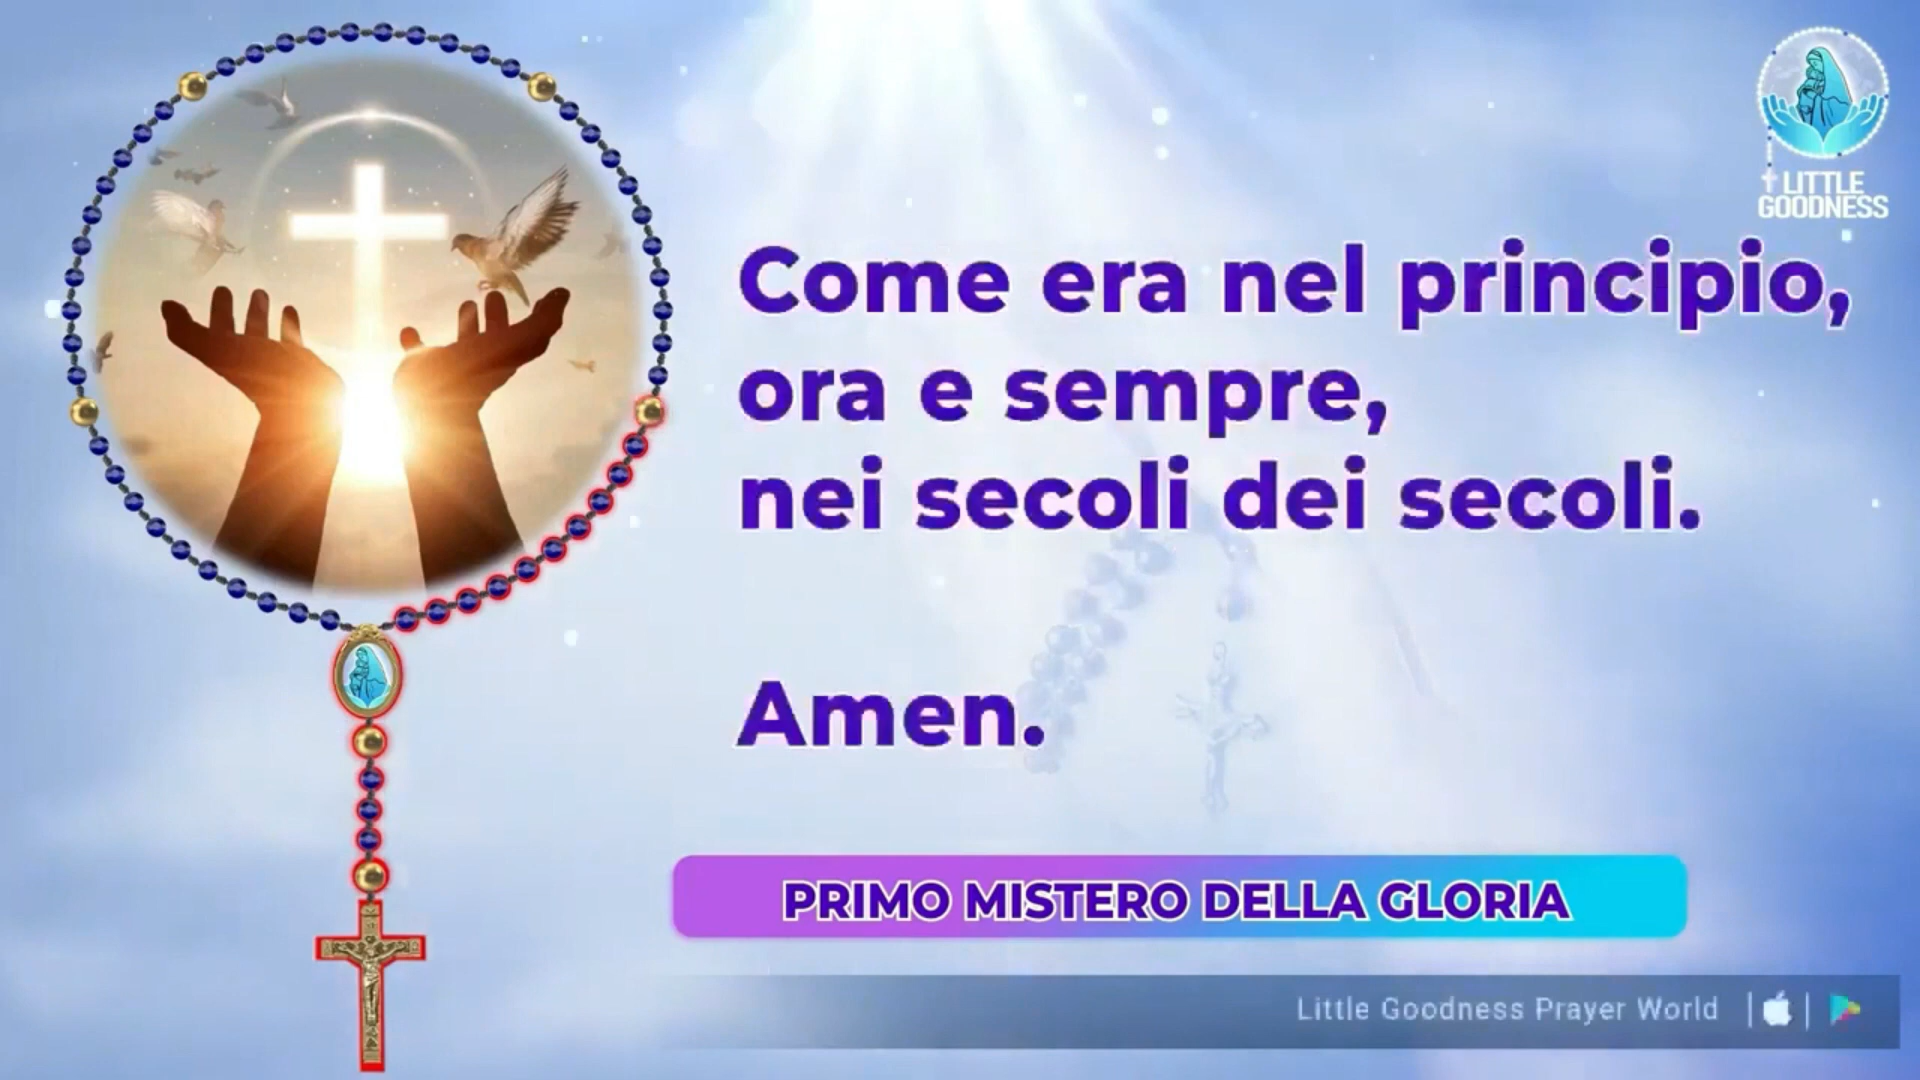 LITTLE
GOODNESS
Come era nel principio,
ora e sempre,
nei secoli dei secoli.
Amen.
PRIMO MISTERO DELLA GLORIA
Little Goodness Prayer World